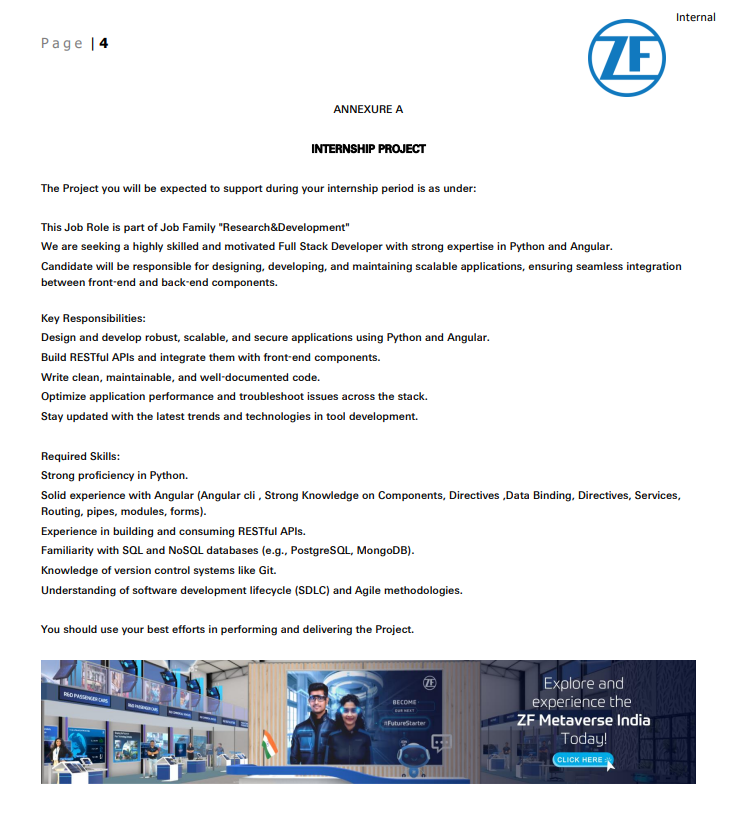 Internal
Page | 4
ZF
ANNEXURE A
INTERNSHIP PROJECT
The Project you will be expected to support during your internship period is as under:
This Job Role is part of Job Family "Research&Development"
We are seeking a highly skilled and motivated Full Stack Developer with strong expertise in Python and Angular.
Candidate will be responsible for designing, developing, and maintaining scalable applications, ensuring seamless integration
between front-end and back-end components.
Key Responsibilities:
Design and develop robust, scalable, and secure applications using Python and Angular.
Build RESTful APIs and integrate them with front-end components.
Write clean, maintainable, and well-documented code.
Optimize application performance and troubleshoot issues across the stack.
Stay updated with the latest trends and technologies in tool development.
Required Skills:
Strong proficiency in Python.
Solid experience with Angular (Angular cli , Strong Knowledge on Components, Directives ,Data Binding, Directives, Services,
Routing, pipes, modules, forms).
Experience in building and consuming RESTful APIs.
Familiarity with SQL and NoSQL databases (e.g., PostgreSQL, MongoDB).
Knowledge of version control systems like Git.
Understanding of software development lifecycle (SDLC) and Agile methodologies.
You should use your best efforts in performing and delivering the Project.
R&D PASSENGER CARS
R&D PASSENGER CARS
ZF
BECOME
OUR NEXT
#FutureStarter
Explore and
experience the
ZF Metaverse India
Today!
CLICK HERE